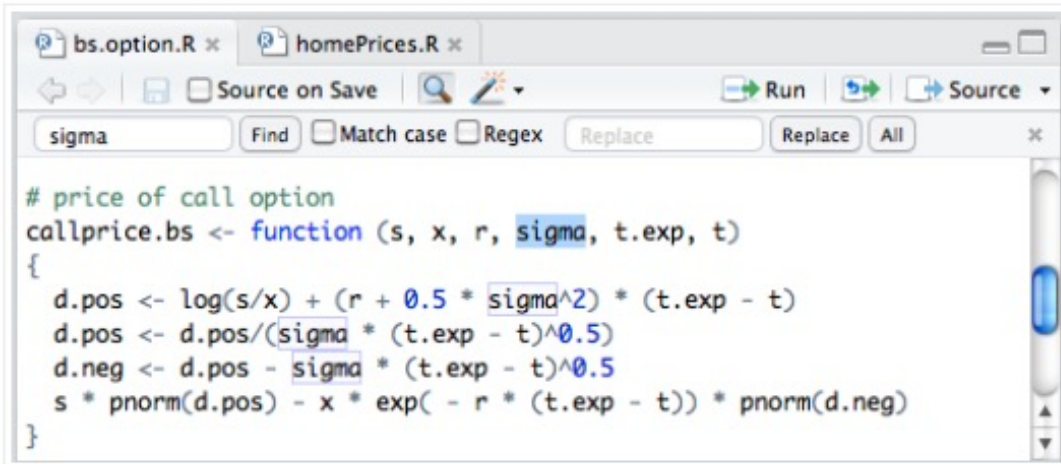 bs.option.R × homePrices.R ×
Source on Save Run Source
sigma Find Match case Regex Replace Replace All ×
# price of call option
callprice.bs <- function (s, x, r, sigma, t.exp, t)
{
  d.pos <- log(s/x) + (r + 0.5 * sigma^2) * (t.exp - t)
  d.pos <- d.pos/(sigma * (t.exp - t)^0.5)
  d.neg <- d.pos - sigma * (t.exp - t)^0.5
  s * pnorm(d.pos) - x * exp( - r * (t.exp - t)) * pnorm(d.neg)
}